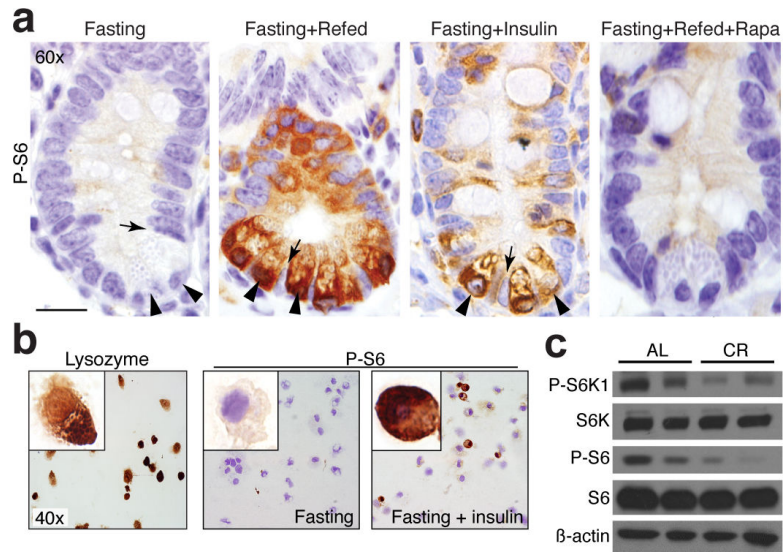 a
Fasting
Fasting+Refed
Fasting+Insulin
Fasting+Refed+Rapa
60x
P-S6
b
Lysozyme
P-S6
40x
Fasting
Fasting + insulin
c
AL
CR
P-S6K1
S6K
P-S6
S6
ß-actin